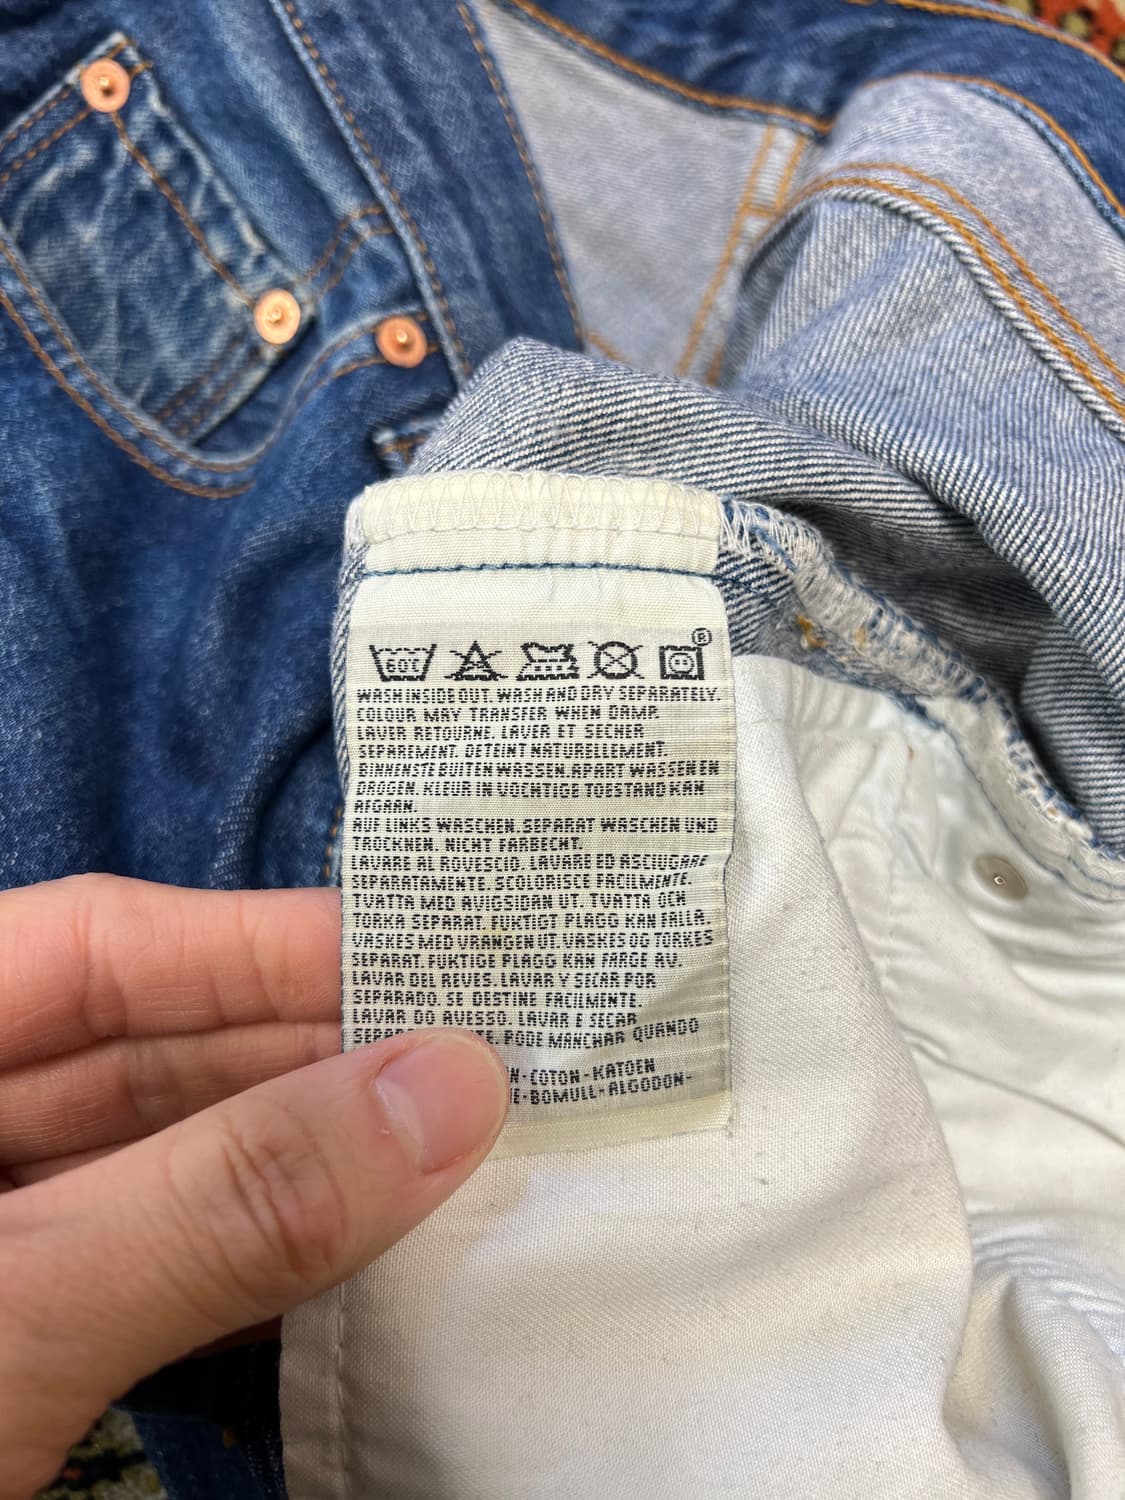 ®
60°C
WASH INSIDE OUT. WASH AND DRY SEPARATELY.
COLOUR MAY TRANSFER WHEN DAMP.
LAVER RETOURNE. LAVER ET SECHER
SEPAREMENT. DETEINT NATURELLEMENT.
BINNENSTE BUITEN WASSEN. APART WASSEN EN
DROGEN. KLEUR IN VOCHTIGE TOESTAND KAN
AFGAAN.
AUF LINKS WASCHEN. SEPARAT WASCHEN UND
TROCKNEN. NICHT FARBECHT.
LAVARE AL ROVESCIO. LAVARE ED ASCIUGARE
SEPARATAMENTE. SCOLORISCE FACILMENTE.
TVATTA MED AVIGSIDAN UT. TVATTA OCH
TORKA SEPARAT. FUKTIGT PLAGG KAN FALLA.
VASKES MED VRANGEN UT. VASKES OG TORKES
SEPARAT. FUKTIGE PLAGG KAN FARGE AV.
LAVAR DEL REVES. LAVAR Y SECAR POR
SEPARADO. SE DESTINE FACILMENTE.
LAVAR DO AVESSO. LAVAR E SECAR
PODE MANCHAR QUANDO
-COTON-KATOEN
-BOMULL-ALGODON-